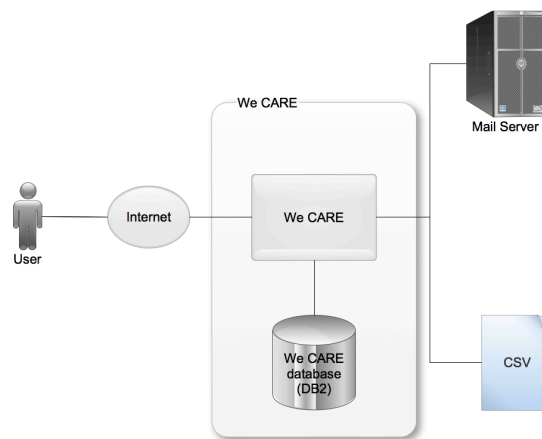 We CARE
Mail Server
Internet
We CARE
User
We CARE
database
(DB2)
CSV